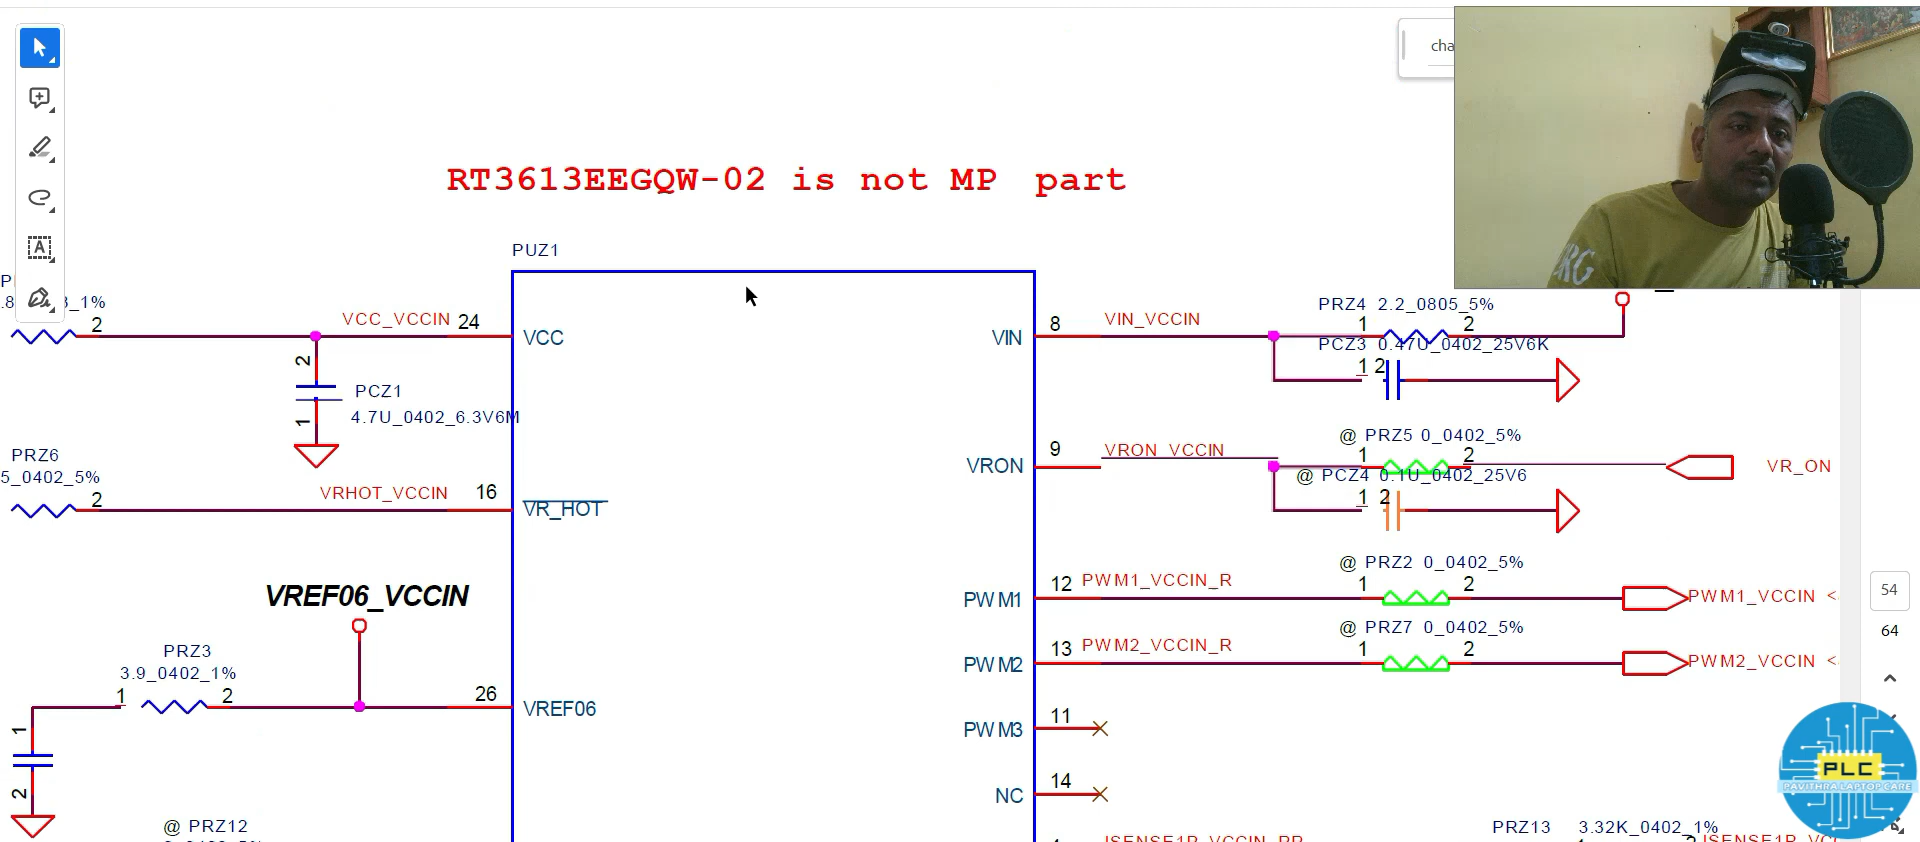 cha
RT3613EEGQW-02 is not MP part
PUZ1
_1%
2
VCC_VCCIN 24
VCC
2
PCZ1
4.7U_0402_6.3V6M
1
PRZ6
5_0402_5%
2
VRHOT_VCCIN 16
VR_HOT
VREF06_VCCIN
PRZ3
3.9_0402_1%
1 2
26
VREF06
1
2
@ PRZ12
VIN
8 VIN_VCCIN
PRZ4 2.2_0805_5%
1 2
PCZ3 0.47U_0402_25V6K
1 2
VRON
9 VRON_VCCIN
@ PRZ5 0_0402_5%
1 2
VR_ON
@ PCZ4 0.1U_0402_25V6
1 2
PWM1
12 PWM1_VCCIN_R
@ PRZ2 0_0402_5%
1 2
PWM1_VCCIN <
PWM2
13 PWM2_VCCIN_R
@ PRZ7 0_0402_5%
1 2
PWM2_VCCIN <
PWM3
11
NC
14
PRZ13 3.32K_0402_1%
54
64
RG
PLC
PAVITHRA LAPTOP CARE